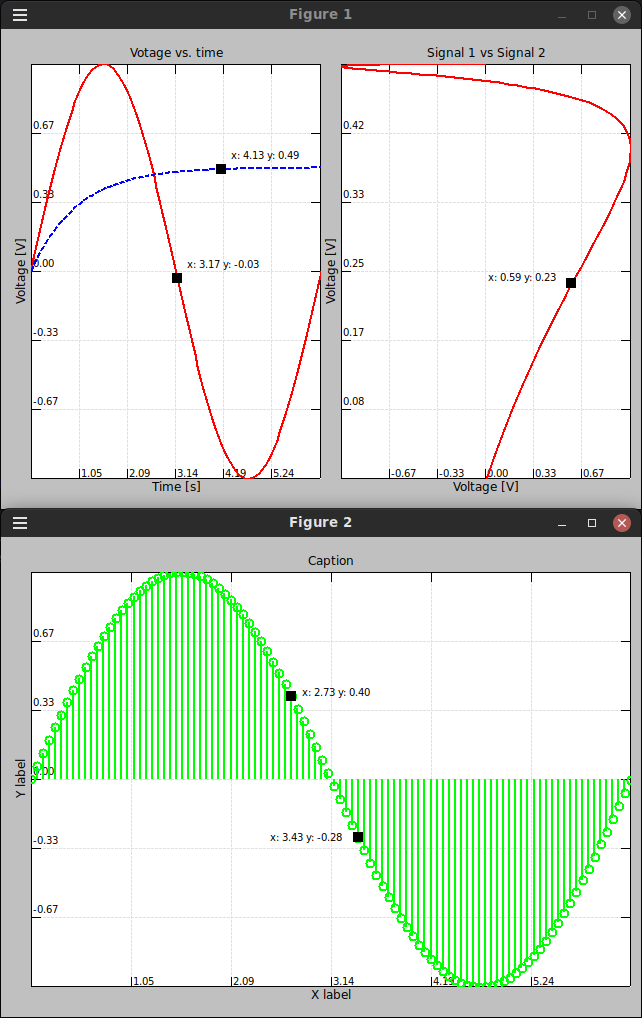 Figure 1
Votage vs. time
Signal 1 vs Signal 2
0.67
0.33
0.00
-0.33
-0.67
Voltage [V]
x: 4.13 y: 0.49
x: 3.17 y: -0.03
1.05
2.09
3.14
4.19
5.24
Time [s]
0.42
0.33
0.25
0.17
0.08
Voltage [V]
x: 0.59 y: 0.23
-0.67
-0.33
0.00
0.33
0.67
Voltage [V]
Figure 2
Caption
0.67
0.33
0.00
-0.33
-0.67
Y label
x: 2.73 y: 0.40
x: 3.43 y: -0.28
1.05
2.09
3.14
4.19
5.24
X label